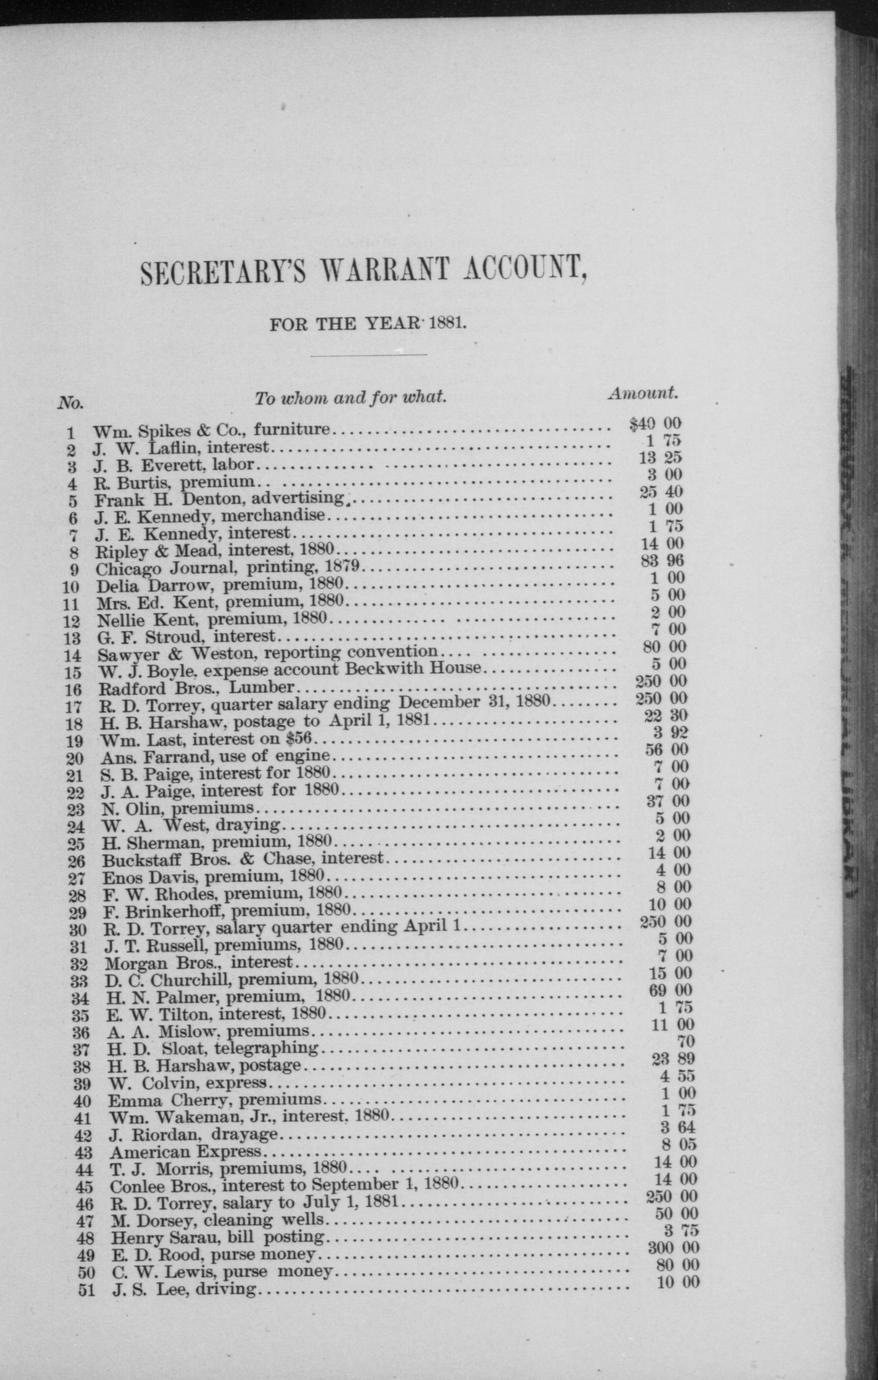 SECRETARY'S WARRANT ACCOUNT,
FOR THE YEAR 1881.
No. To whom and for what. Amount.
1 Wm. Spikes & Co., furniture $40 00
2 J. W. Laflin, interest 1 75
3 J. B. Everett, labor 13 25
4 R. Burtis, premium 3 00
5 Frank H. Denton, advertising 25 40
6 J. E. Kennedy, merchandise 1 00
7 J. E. Kennedy, interest 1 75
8 Ripley & Mead, interest, 1880 14 00
9 Chicago Journal, printing, 1879 83 96
10 Delia Darrow, premium, 1880 1 00
11 Mrs. Ed. Kent, premium, 1880 5 00
12 Nellie Kent, premium, 1880 2 00
13 G. F. Stroud, interest 7 00
14 Sawyer & Weston, reporting convention 80 00
15 W. J. Boyle, expense account Beckwith House 5 00
16 Radford Bros., Lumber 250 00
17 R. D. Torrey, quarter salary ending December 31, 1880 250 00
18 H. B. Harshaw, postage to April 1, 1881 22 30
19 Wm. Last, interest on $56 3 92
20 Ans. Farrand, use of engine 56 00
21 S. B. Paige, interest for 1880 7 00
22 J. A. Paige, interest for 1880 7 00
23 N. Olin, premiums 37 00
24 W. A. West, draying 5 00
25 H. Sherman, premium, 1880 2 00
26 Buckstaff Bros. & Chase, interest 14 00
27 Enos Davis, premium, 1880 4 00
28 F. W. Rhodes, premium, 1880 8 00
29 F. Brinkerhoff, premium, 1880 10 00
30 R. D. Torrey, salary quarter ending April 1 250 00
31 J. T. Russell, premiums, 1880 5 00
32 Morgan Bros., interest 7 00
33 D. C. Churchill, premium, 1880 15 00
34 H. N. Palmer, premium, 1880 69 00
35 E. W. Tilton, interest, 1880 1 75
36 A. A. Mislow, premiums 11 00
37 H. D. Sloat, telegraphing 70
38 H. B. Harshaw, postage 23 89
39 W. Colvin, express 4 55
40 Emma Cherry, premiums 1 00
41 Wm. Wakeman, Jr., interest, 1880 1 75
42 J. Riordan, drayage 3 64
43 American Express 8 05
44 T. J. Morris, premiums, 1880 14 00
45 Conlee Bros., interest to September 1, 1880 14 00
46 R. D. Torrey, salary to July 1, 1881 250 00
47 M. Dorsey, cleaning wells 50 00
48 Henry Sarau, bill posting 3 75
49 E. D. Rood, purse money 300 00
50 C. W. Lewis, purse money 80 00
51 J. S. Lee, driving 10 00